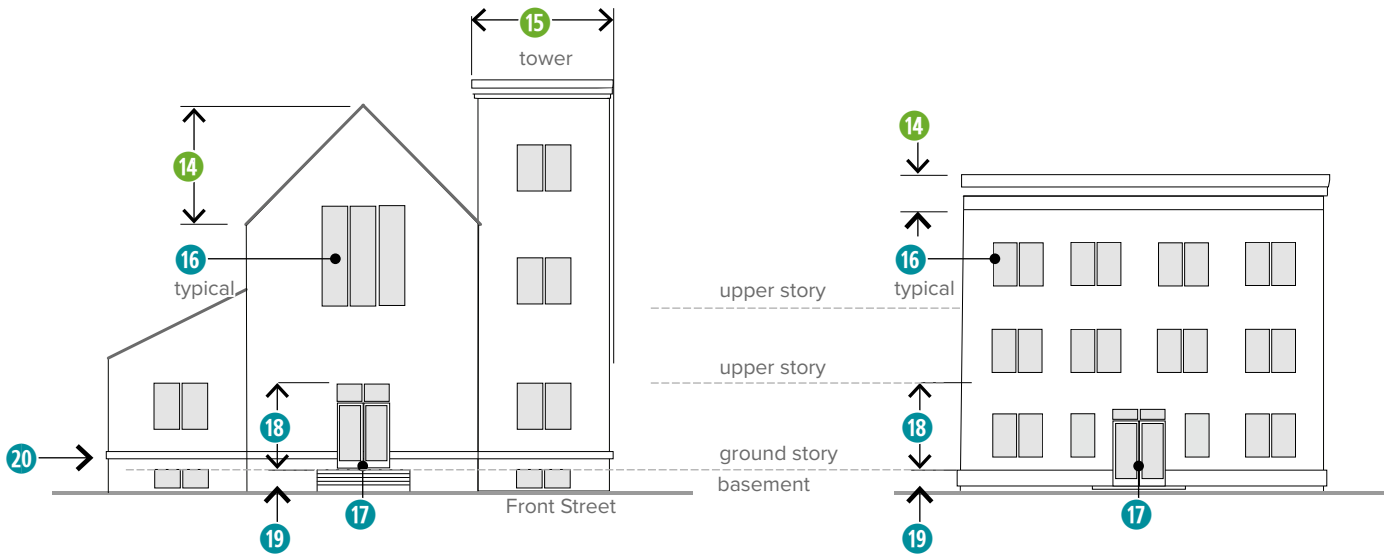 15
tower
14
14
16
typical
16
typical
upper story
upper story
18
18
20
ground story
basement
Front Street
17
17
19
19